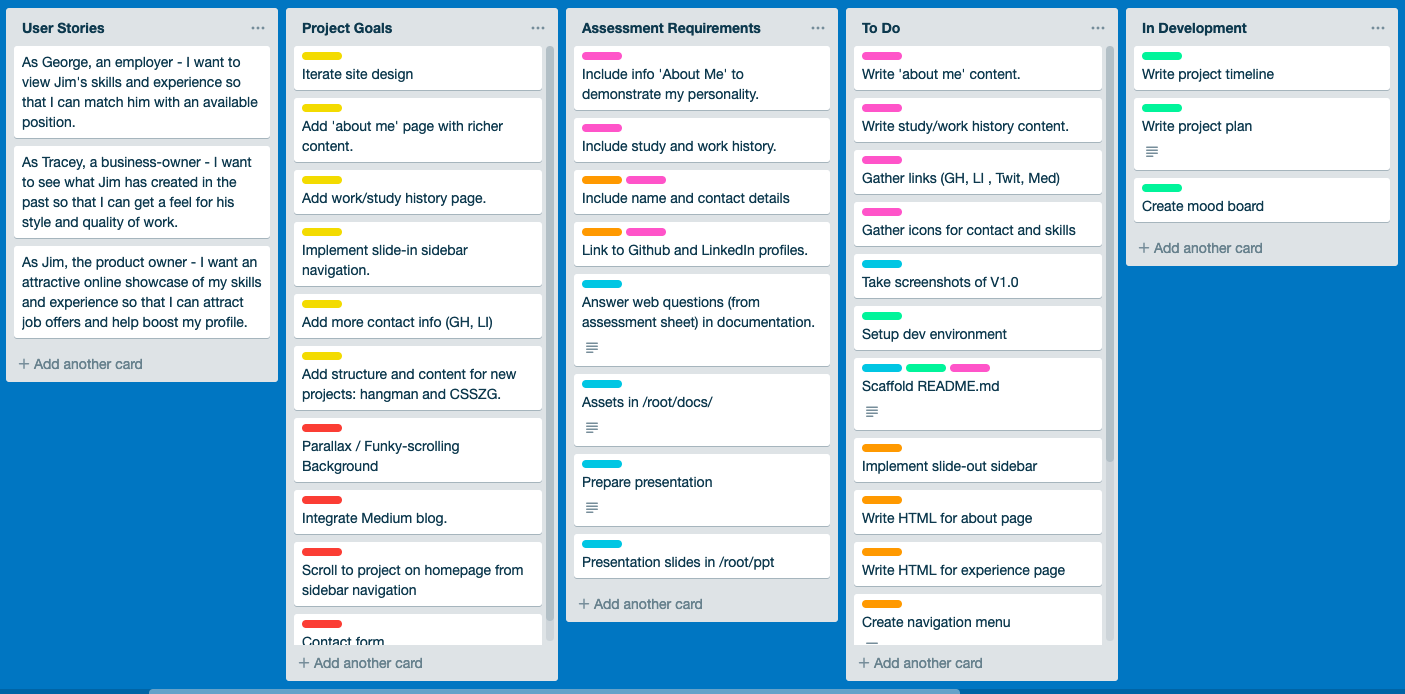 User Stories
As George, an employer - I want to
view Jim's skills and experience so
that I can match him with an available
position.
As Tracey, a business-owner - I want
to see what Jim has created in the
past so that I can get a feel for his
style and quality of work.
As Jim, the product owner - I want an
attractive online showcase of my skills
and experience so that I can attract
job offers and help boost my profile.
+ Add another card
Project Goals
Iterate site design
Add 'about me' page with richer
content.
Add work/study history page.
Implement slide-in sidebar
navigation.
Add more contact info (GH, LI)
Add structure and content for new
projects: hangman and CSSZG.
Parallax / Funky-scrolling
Background
Integrate Medium blog.
Scroll to project on homepage from
sidebar navigation
Contact form
+ Add another card
Assessment Requirements
Include info 'About Me' to
demonstrate my personality.
Include study and work history.
Include name and contact details
Link to Github and LinkedIn profiles.
Answer web questions (from
assessment sheet) in documentation.
Assets in /root/docs/
Prepare presentation
Presentation slides in /root/ppt
+ Add another card
To Do
Write 'about me' content.
Write study/work history content.
Gather links (GH, LI , Twit, Med)
Gather icons for contact and skills
Take screenshots of V1.0
Setup dev environment
Scaffold README.md
Implement slide-out sidebar
Write HTML for about page
Write HTML for experience page
Create navigation menu
+ Add another card
In Development
Write project timeline
Write project plan
Create mood board
+ Add another card